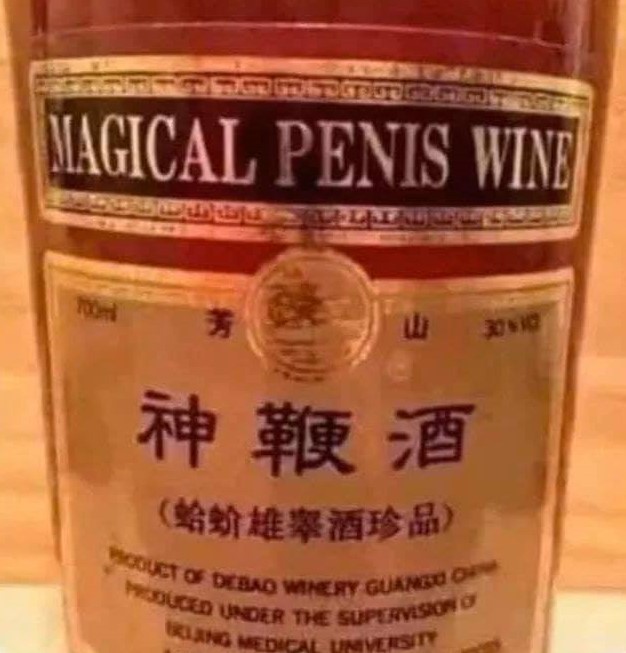 MAGICAL PENIS WINE
700ml 芳 山 30%Vol
神鞭酒
(蛤蚧雄睾酒珍品)
PRODUCT OF DEBAO WINERY GUANGXI CHINA
PRODUCED UNDER THE SUPERVISION OF
BEIJING MEDICAL UNIVERSITY